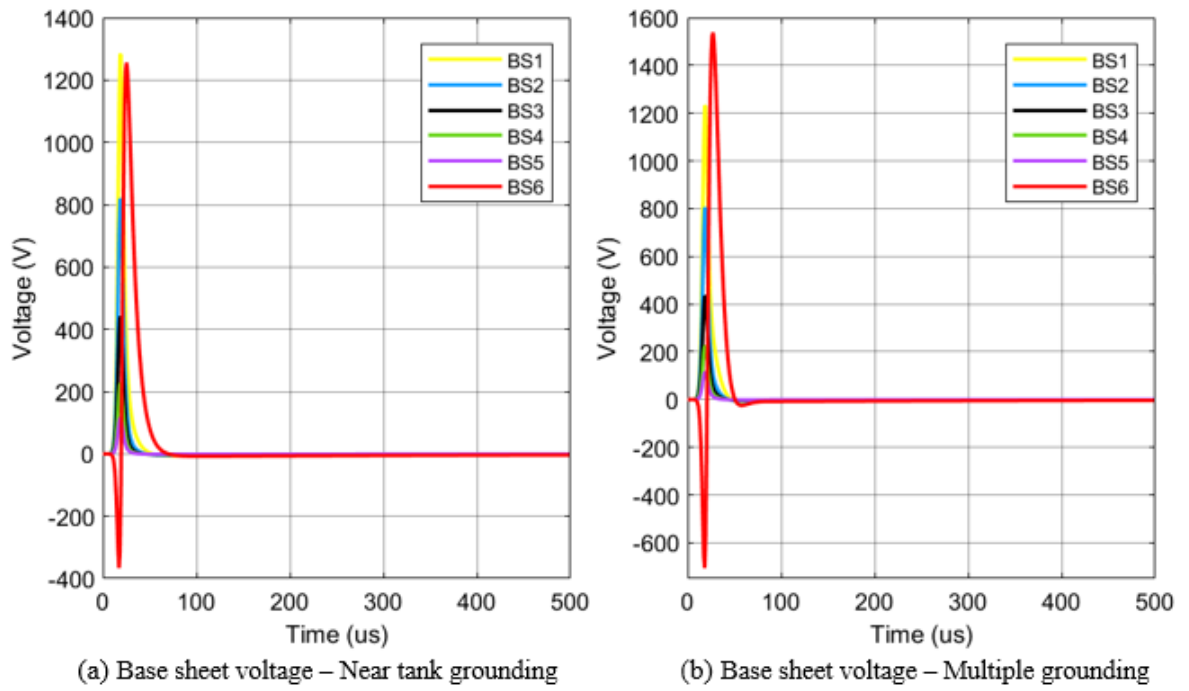 1400
1200
1000
800
600
400
200
0
-200
-400
Voltage (V)
0 100 200 300 400 500
Time (us)
BS1
BS2
BS3
BS4
BS5
BS6
(a) Base sheet voltage – Near tank grounding
1600
1400
1200
1000
800
600
400
200
0
-200
-400
-600
Voltage (V)
0 100 200 300 400 500
Time (us)
BS1
BS2
BS3
BS4
BS5
BS6
(b) Base sheet voltage – Multiple grounding